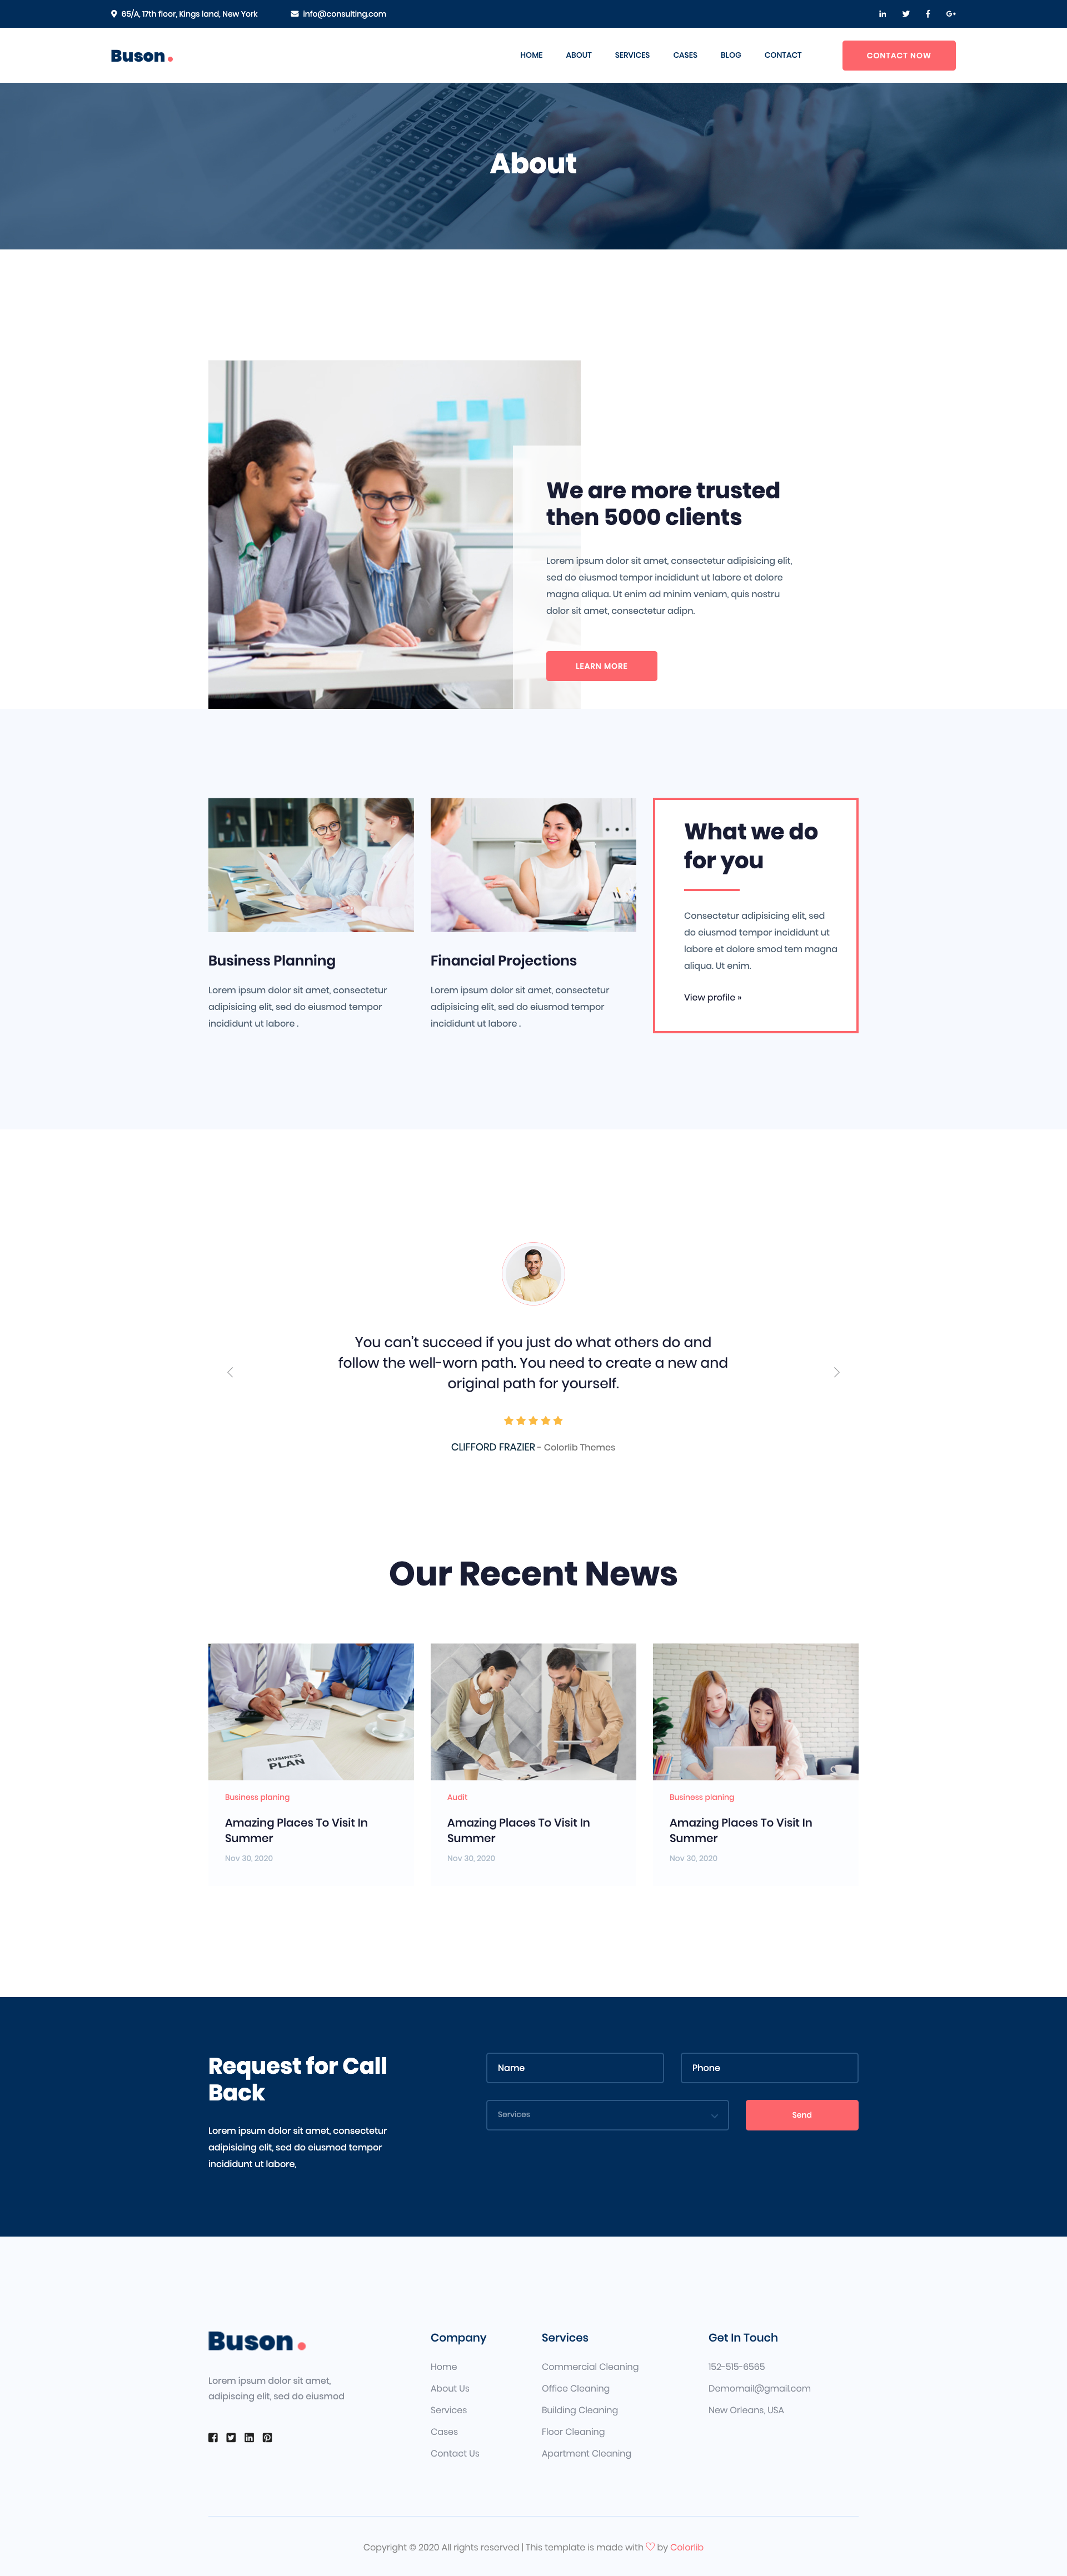 65/A, 17th floor, Kings land, New York
info@consulting.com
Buson.
HOME
ABOUT
SERVICES
CASES
BLOG
CONTACT
CONTACT NOW
About
We are more trusted
then 5000 clients
Lorem ipsum dolor sit amet, consectetur adipisicing elit,
sed do eiusmod tempor incididunt ut labore et dolore
magna aliqua. Ut enim ad minim veniam, quis nostru
dolor sit amet, consectetur adipn.
LEARN MORE
Business Planning
Lorem ipsum dolor sit amet, consectetur
adipisicing elit, sed do eiusmod tempor
incididunt ut labore .
Financial Projections
Lorem ipsum dolor sit amet, consectetur
adipisicing elit, sed do eiusmod tempor
incididunt ut labore .
What we do
for you
Consectetur adipisicing elit, sed
do eiusmod tempor incididunt ut
labore et dolore smod tem magna
aliqua. Ut enim.
View profile »
You can't succeed if you just do what others do and
follow the well-worn path. You need to create a new and
original path for yourself.
CLIFFORD FRAZIER - Colorlib Themes
Our Recent News
BUSINESS
PLAN
Business planing
Amazing Places To Visit In
Summer
Nov 30, 2020
Audit
Amazing Places To Visit In
Summer
Nov 30, 2020
Business planing
Amazing Places To Visit In
Summer
Nov 30, 2020
Request for Call
Back
Lorem ipsum dolor sit amet, consectetur
adipisicing elit, sed do eiusmod tempor
incididunt ut labore,
Name
Phone
Services
Send
Buson.
Lorem ipsum dolor sit amet,
adipiscing elit, sed do eiusmod
Company
Home
About Us
Services
Cases
Contact Us
Services
Commercial Cleaning
Office Cleaning
Building Cleaning
Floor Cleaning
Apartment Cleaning
Get In Touch
152-515-6565
Demomail@gmail.com
New Orleans, USA
Copyright © 2020 All rights reserved | This template is made with ♡ by Colorlib